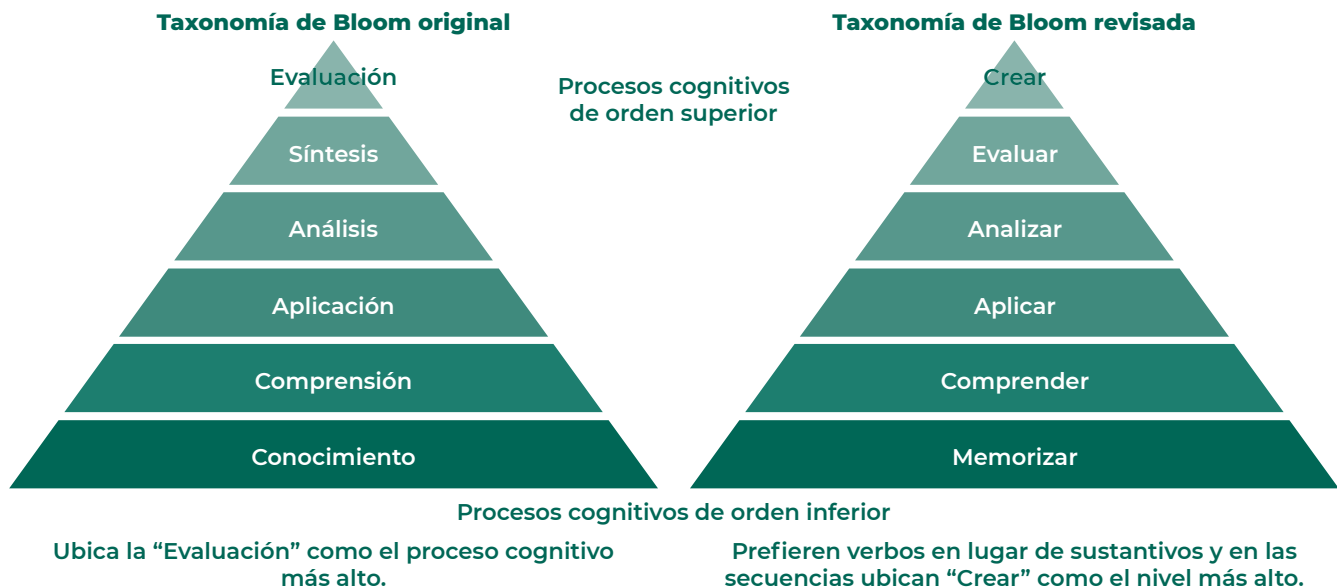 Taxonomía de Bloom original
Evaluación
Síntesis
Análisis
Aplicación
Comprensión
Conocimiento
Procesos cognitivos
de orden superior
Taxonomía de Bloom revisada
Crear
Evaluar
Analizar
Aplicar
Comprender
Memorizar
Procesos cognitivos de orden inferior
Ubica la “Evaluación” como el proceso cognitivo
más alto.
Prefieren verbos en lugar de sustantivos y en las
secuencias ubican “Crear” como el nivel más alto.